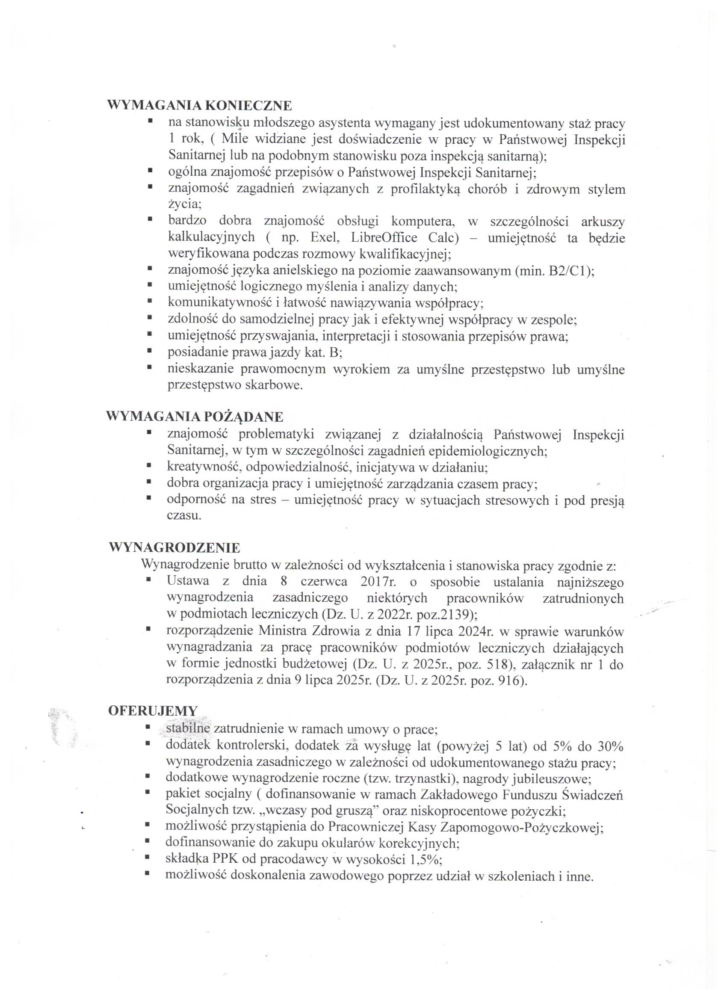 WYMAGANIA KONIECZNE
▪ na stanowisku młodszego asystenta wymagany jest udokumentowany staż pracy
1 rok, ( Mile widziane jest doświadczenie w pracy w Państwowej Inspekcji
Sanitarnej lub na podobnym stanowisku poza inspekcją sanitarną);
▪ ogólna znajomość przepisów o Państwowej Inspekcji Sanitarnej;
▪ znajomość zagadnień związanych z profilaktyką chorób i zdrowym stylem
życia;
▪ bardzo dobra znajomość obsługi komputera, w szczególności arkuszy
kalkulacyjnych ( np. Exel, LibreOffice Calc) – umiejętność ta będzie
weryfikowana podczas rozmowy kwalifikacyjnej;
▪ znajomość języka anielskiego na poziomie zaawansowanym (min. B2/C1);
▪ umiejętność logicznego myślenia i analizy danych;
▪ komunikatywność i łatwość nawiązywania współpracy;
▪ zdolność do samodzielnej pracy jak i efektywnej współpracy w zespole;
▪ umiejętność przyswajania, interpretacji i stosowania przepisów prawa;
▪ posiadanie prawa jazdy kat. B;
▪ nieskazanie prawomocnym wyrokiem za umyślne przestępstwo lub umyślne
przestępstwo skarbowe.
WYMAGANIA POŻĄDANE
▪ znajomość problematyki związanej z działalnością Państwowej Inspekcji
Sanitarnej, w tym w szczególności zagadnień epidemiologicznych;
▪ kreatywność, odpowiedzialność, inicjatywa w działaniu;
▪ dobra organizacja pracy i umiejętność zarządzania czasem pracy;
▪ odporność na stres – umiejętność pracy w sytuacjach stresowych i pod presją
czasu.
WYNAGRODZENIE
Wynagrodzenie brutto w zależności od wykształcenia i stanowiska pracy zgodnie z:
▪ Ustawa z dnia 8 czerwca 2017r. o sposobie ustalania najniższego
wynagrodzenia zasadniczego niektórych pracowników zatrudnionych
w podmiotach leczniczych (Dz. U. z 2022r. poz.2139);
▪ rozporządzenie Ministra Zdrowia z dnia 17 lipca 2024r. w sprawie warunków
wynagradzania za pracę pracowników podmiotów leczniczych działających
w formie jednostki budżetowej (Dz. U. z 2025r., poz. 518), załącznik nr 1 do
rozporządzenia z dnia 9 lipca 2025r. (Dz. U. z 2025r. poz. 916).
OFERUJEMY
▪ stabilne zatrudnienie w ramach umowy o prace;
▪ dodatek kontrolerski, dodatek za wysługę lat (powyżej 5 lat) od 5% do 30%
wynagrodzenia zasadniczego w zależności od udokumentowanego stażu pracy;
▪ dodatkowe wynagrodzenie roczne (tzw. trzynastki), nagrody jubileuszowe;
▪ pakiet socjalny ( dofinansowanie w ramach Zakładowego Funduszu Świadczeń
Socjalnych tzw. „wczasy pod gruszą” oraz niskoprocentowe pożyczki;
▪ możliwość przystąpienia do Pracowniczej Kasy Zapomogowo-Pożyczkowej;
▪ dofinansowanie do zakupu okularów korekcyjnych;
▪ składka PPK od pracodawcy w wysokości 1,5%;
▪ możliwość doskonalenia zawodowego poprzez udział w szkoleniach i inne.